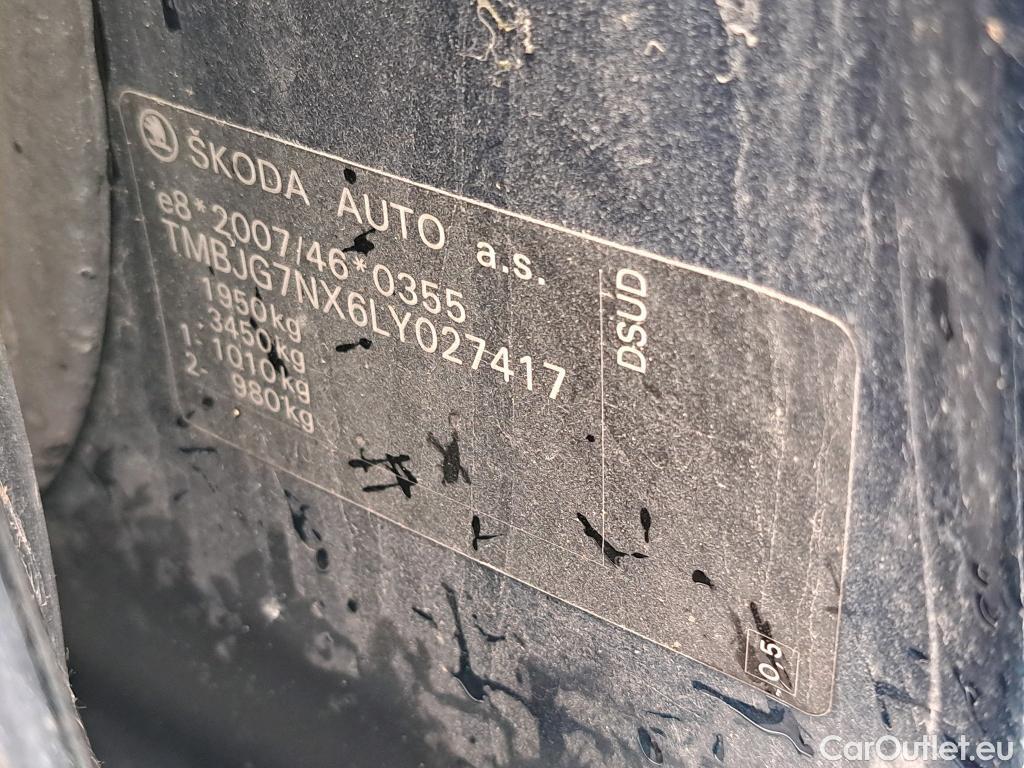 ŠKODA AUTO a.s.
e8*2007/46*0355
TMBJG7NX6LY027417
1950kg
3450kg
1- 1010kg
2- 980kg
DSUD
-0,5
CarOutlet.eu